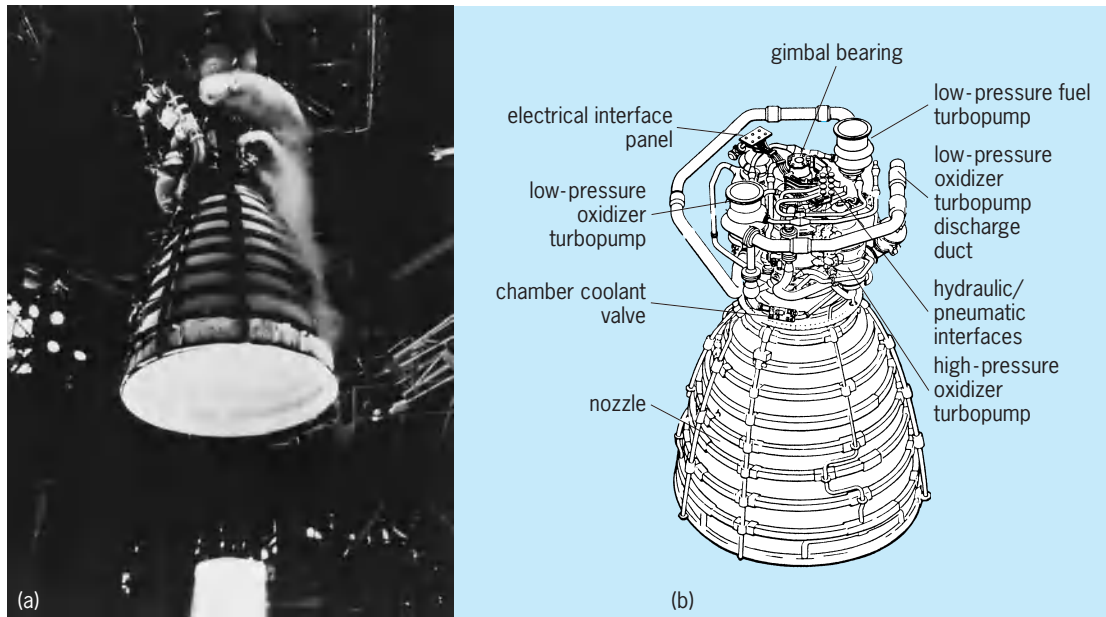 (a)
gimbal bearing
electrical interface
panel
low-pressure
oxidizer
turbopump
chamber coolant
valve
nozzle
low-pressure fuel
turbopump
low-pressure
oxidizer
turbopump
discharge
duct
hydraulic/
pneumatic
interfaces
high-pressure
oxidizer
turbopump
(b)